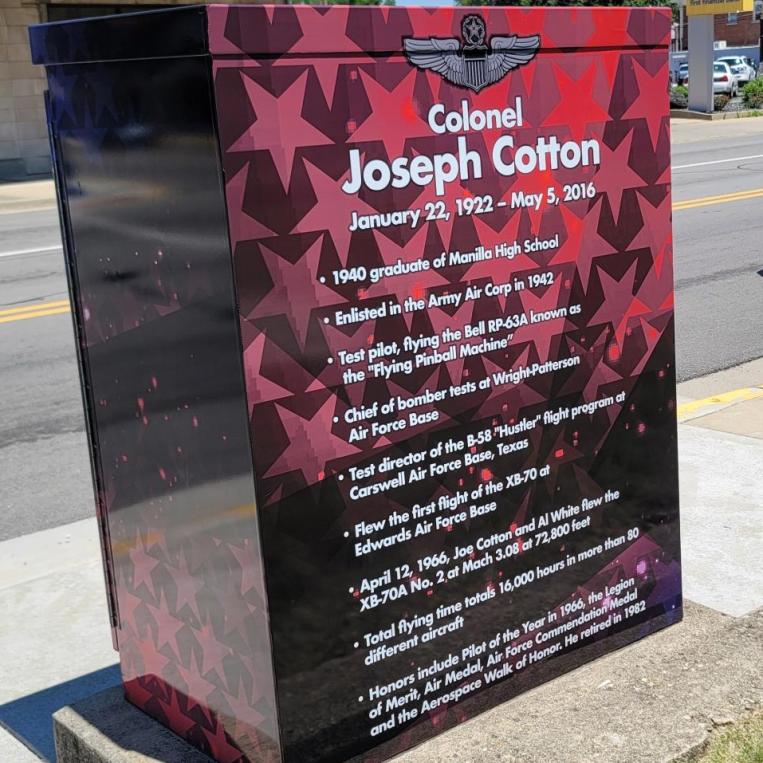 Colonel
Joseph Cotton
January 22, 1922 – May 5, 2016
• 1940 graduate of Manilla High School
• Enlisted in the Army Air Corp in 1942
• Test pilot, flying the Bell RP-63A known as
the "Flying Pinball Machine"
• Chief of bomber tests at Wright-Patterson
Air Force Base
• Test director of the B-58 "Hustler" flight program at
Carswell Air Force Base, Texas
• Flew the first flight of the XB-70 at
Edwards Air Force Base
• April 12, 1966, Joe Cotton and Al White flew the
XB-70A No. 2 at Mach 3.08 at 72,800 feet
• Total flying time totals 16,000 hours in more than 80
different aircraft
• Honors include Pilot of the Year in 1966, the Legion
of Merit, Air Medal, Air Force Commendation Medal
and the Aerospace Walk of Honor. He retired in 1982